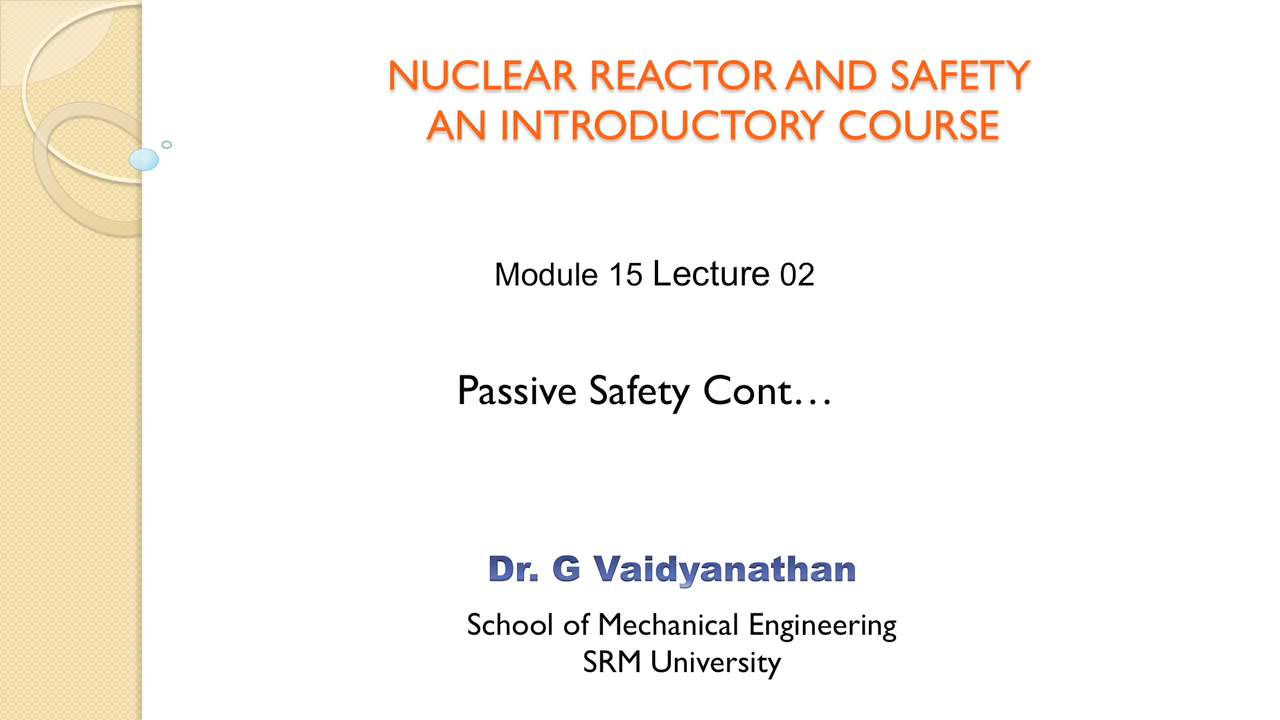 NUCLEAR REACTOR AND SAFETY
AN INTRODUCTORY COURSE
Module 15 Lecture 02
Passive Safety Cont…
Dr. G Vaidyanathan
School of Mechanical Engineering
SRM University